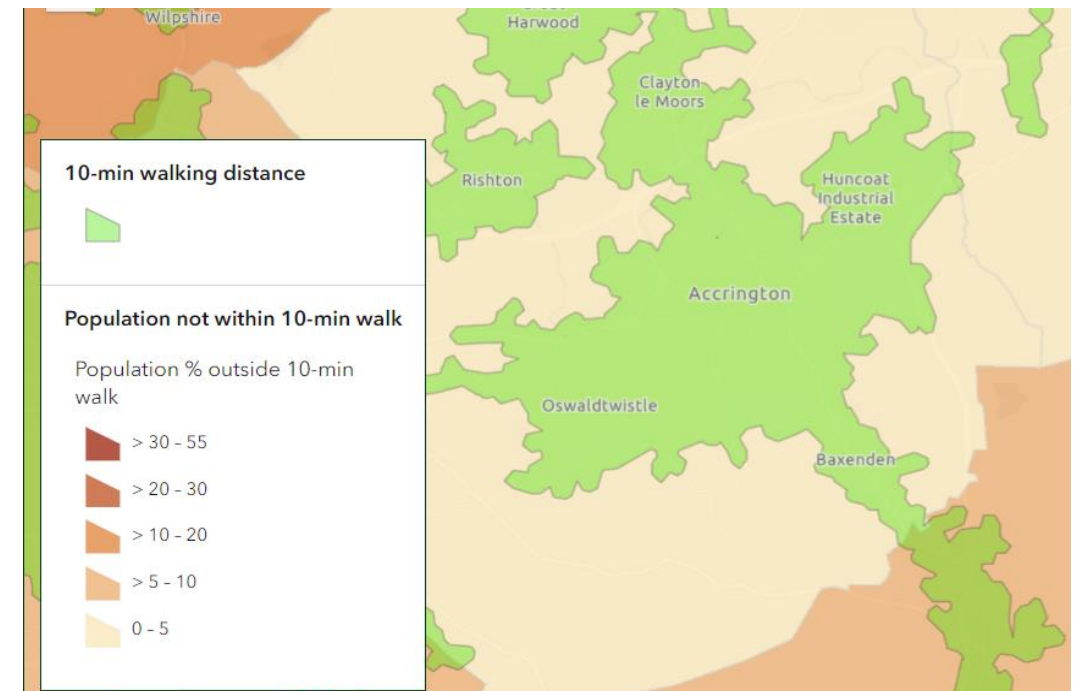 Wilpshire
Harwood
Clayton
le Moors
10-min walking distance
Rishton
Huncoat
Industrial
Estate
Accrington
Population not within 10-min walk
Population % outside 10-min
walk
Oswaldtwistle
> 30 - 55
Baxenden
> 20 - 30
> 10 - 20
> 5 - 10
0 - 5